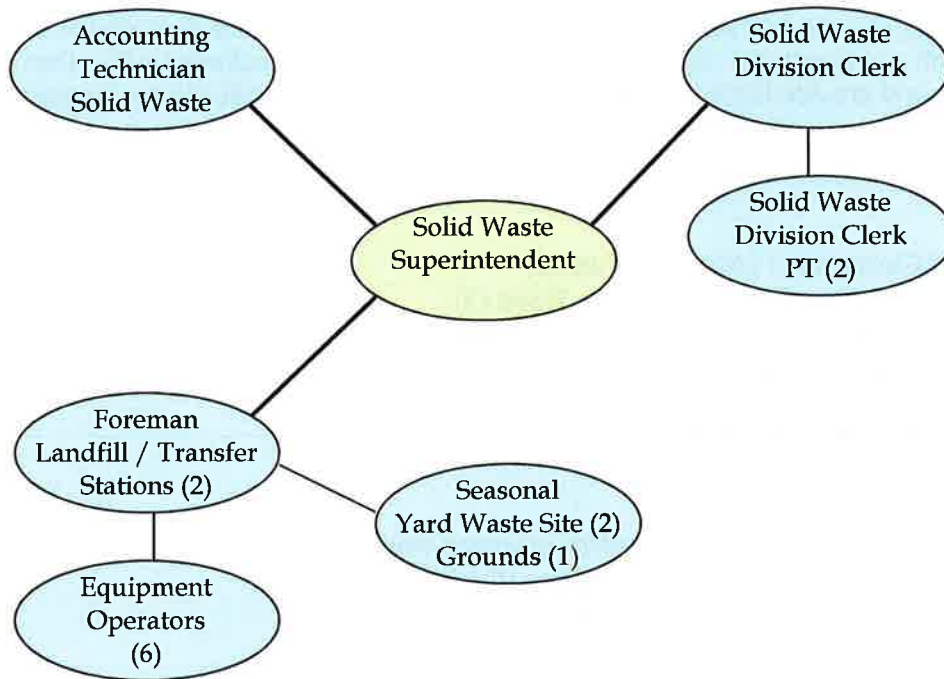 Accounting
Technician
Solid Waste
Solid Waste
Division Clerk
Solid Waste
Division Clerk
PT (2)
Solid Waste
Superintendent
Foreman
Landfill / Transfer
Stations (2)
Seasonal
Yard Waste Site (2)
Grounds (1)
Equipment
Operators
(6)